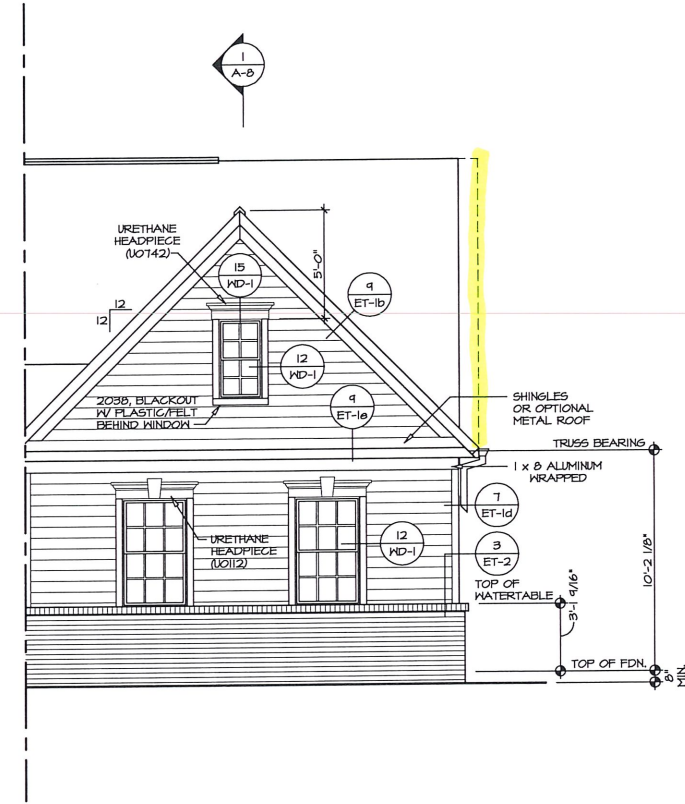 1
A-8
URETHANE
HEADPIECE
(UO742)
15
WD-1
5'-0"
9
ET-1b
12
12
12
WD-1
2038, BLACKOUT
W/ PLASTIC/FELT
BEHIND WINDOW
9
ET-1e
SHINGLES
OR OPTIONAL
METAL ROOF
TRUSS BEARING
1 x 8 ALUMINUM
WRAPPED
7
ET-1d
URETHANE
HEADPIECE
(UO112)
12
WD-1
3
ET-2
10'-2 1/8"
TOP OF
WATERTABLE
3'-1 9/16"
TOP OF FDN.
8"
MIN.